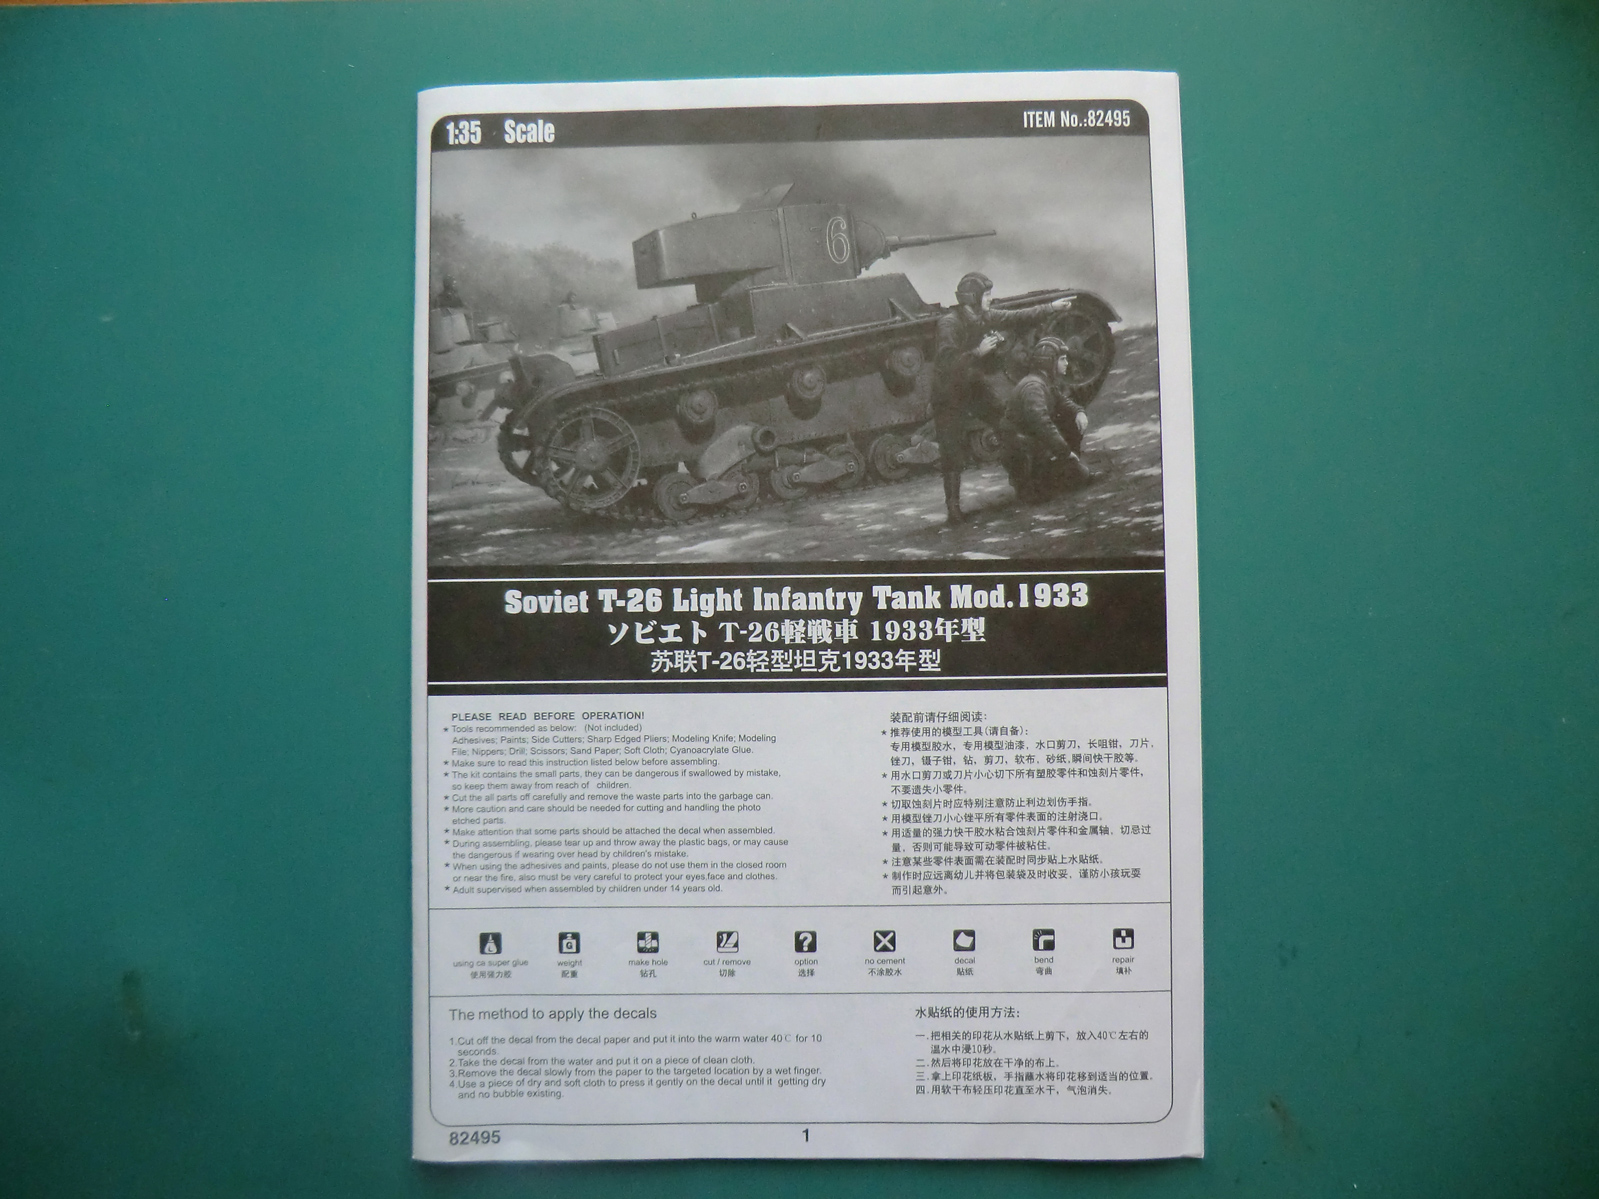 1:35 Scale
ITEM No.:82495
6
Soviet T-26 Light Infantry Tank Mod.1933
ソビエト T-26軽戦車 1933年型
苏联T-26轻型坦克1933年型
PLEASE READ BEFORE OPERATION!
★ Tools recommended as below: (Not included)
Adhesives; Paints; Side Cutters; Sharp Edged Pliers; Modeling Knife; Modeling
File; Nippers; Drill; Scissors; Sand Paper; Soft Cloth; Cyanoacrylate Glue.
★ Make sure to read this instruction listed below before assembling.
★ The kit contains the small parts, they can be dangerous if swallowed by mistake,
so keep them away from reach of children.
★ Cut the all parts off carefully and remove the waste parts into the garbage can.
★ More caution and care should be needed for cutting and handling the photo
etched parts.
★ Make attention that some parts should be attached the decal when assembled.
★ During assembling, please tear up and throw away the plastic bags, or may cause
the dangerous if wearing over head by children's mistake.
★ When using the adhesives and paints, please do not use them in the closed room
or near the fire, also must be very careful to protect your eyes,face and clothes.
★ Adult supervised when assembled by children under 14 years old.
装配前请仔细阅读:
★ 推荐使用的模型工具(请自备):
专用模型胶水，专用模型油漆，水口剪刀，长咀钳，刀片，
锉刀，镊子钳，钻，剪刀，软布，砂纸,瞬间快干胶等。
★ 用水口剪刀或刀片小心切下所有塑胶零件和蚀刻片零件，
不要遗失小零件。
★ 切取蚀刻片时应特别注意防止利边划伤手指。
★ 用模型锉刀小心锉平所有零件表面的注射浇口。
★ 用适量的强力快干胶水粘合蚀刻片零件和金属轴，切忌过
量，否则可能导致可动零件被粘住。
★ 注意某些零件表面需在装配时同步贴上水贴纸。
★ 制作时应远离幼儿并将包装袋及时收妥，谨防小孩玩耍
而引起意外。
L
G
?
using ca super glue
weight
make hole
cut / remove
option
no cement
decal
bend
repair
使用强力胶
配重
钻孔
切除
选择
不涂胶水
贴纸
弯曲
填补
The method to apply the decals
1.Cut off the decal from the decal paper and put it into the warm water 40℃ for 10
seconds.
2.Take the decal from the water and put it on a piece of clean cloth.
3.Remove the decal slowly from the paper to the targeted location by a wet finger.
4.Use a piece of dry and soft cloth to press it gently on the decal until it getting dry
and no bubble existing.
水贴纸的使用方法:
一.把相关的印花从水贴纸上剪下，放入40℃左右的
温水中浸10秒。
二.然后将印花放在干净的布上。
三.拿上印花纸板，手指蘸水将印花移到适当的位置。
四.用软干布轻压印花直至水干，气泡消失。
82495
1